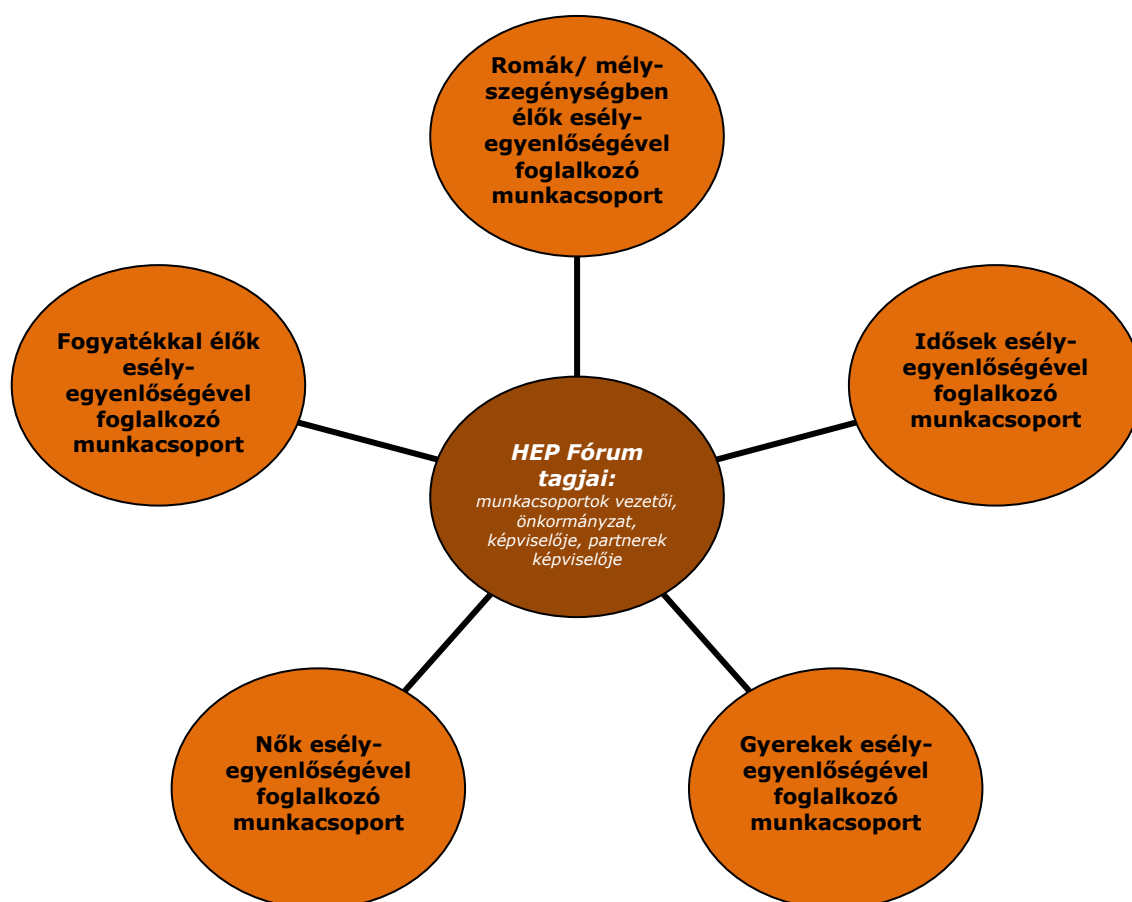 Romák/ mély-
szegénységben
élők esély-
egyenlőségével
foglalkozó
munkacsoport
Fogyatékkal élők
esély-
egyenlőségével
foglalkozó
munkacsoport
Idősek esély-
egyenlőségével
foglalkozó
munkacsoport
HEP Fórum
tagjai:
munkacsoportok vezetői,
önkormányzat,
képviselője, partnerek
képviselője
Nők esély-
egyenlőségével
foglalkozó
munkacsoport
Gyerekek esély-
egyenlőségével
foglalkozó
munkacsoport